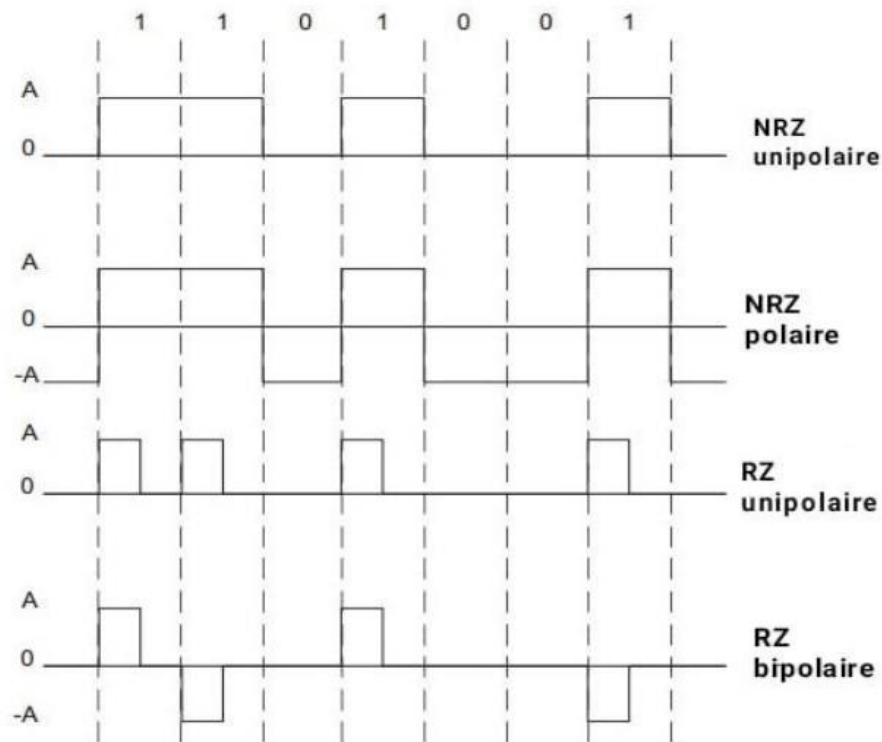 1 1 0 1 0 0 1
A
0
NRZ
unipolaire
A
0
-A
NRZ
polaire
A
0
RZ
unipolaire
A
0
-A
RZ
bipolaire